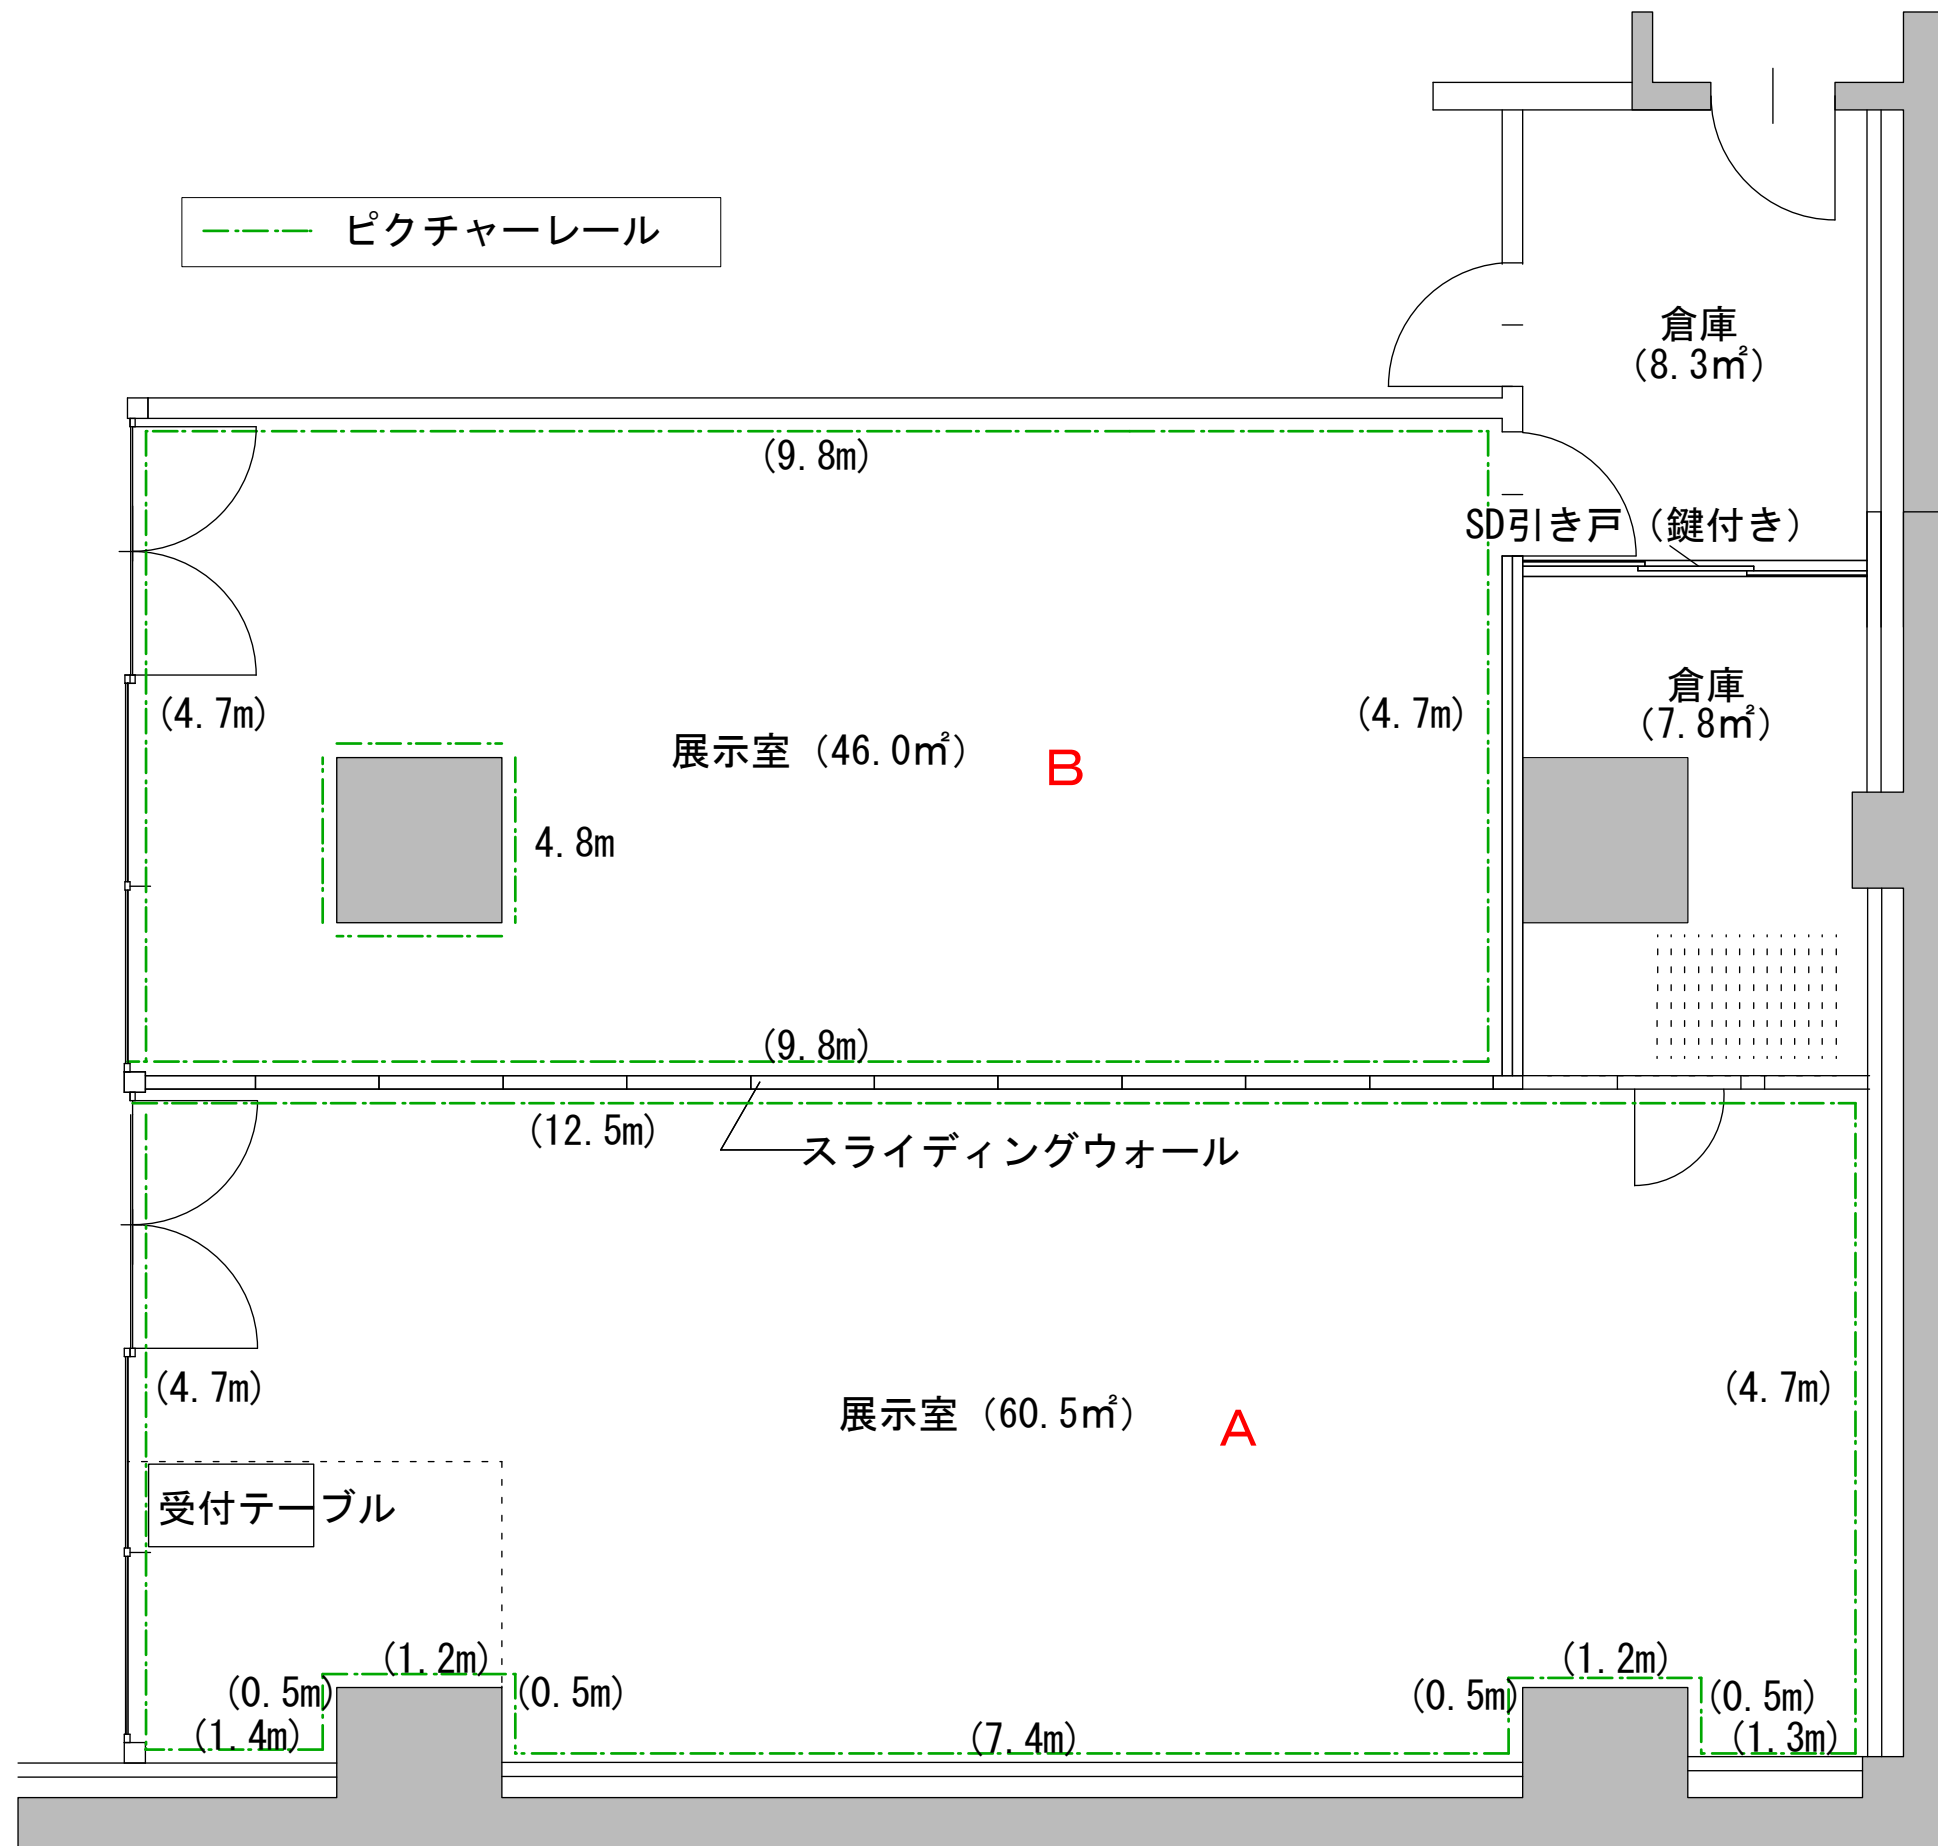 ピクチャーレール
倉庫
(8.3㎡)
(9.8m)
SD引き戸（鍵付き）
(4.7m)
(4.7m)
倉庫
(7.8㎡)
展示室（46.0㎡）
B
4.8m
(9.8m)
(12.5m)
スライディングウォール
(4.7m)
(4.7m)
展示室（60.5㎡）
A
受付テーブル
(1.2m)
(1.2m)
(0.5m)
(0.5m)
(0.5m)
(0.5m)
(1.4m)
(7.4m)
(1.3m)